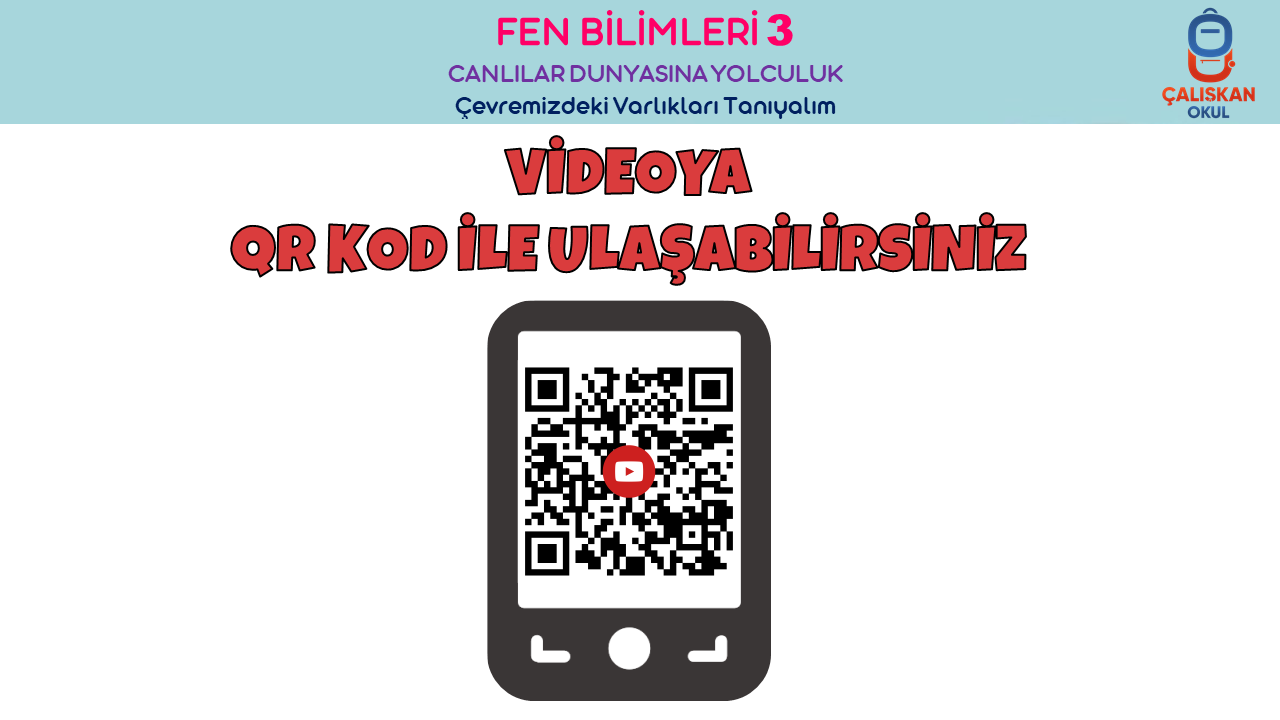 FEN BİLİMLERİ 3
CANLILAR DUNYASINA YOLCULUK
Çevremizdeki Varlıkları Tanıyalım
ÇALISKAN
OKUL
VİDEOYA
QR KOD İLE ULAŞABİLİRSİNİZ